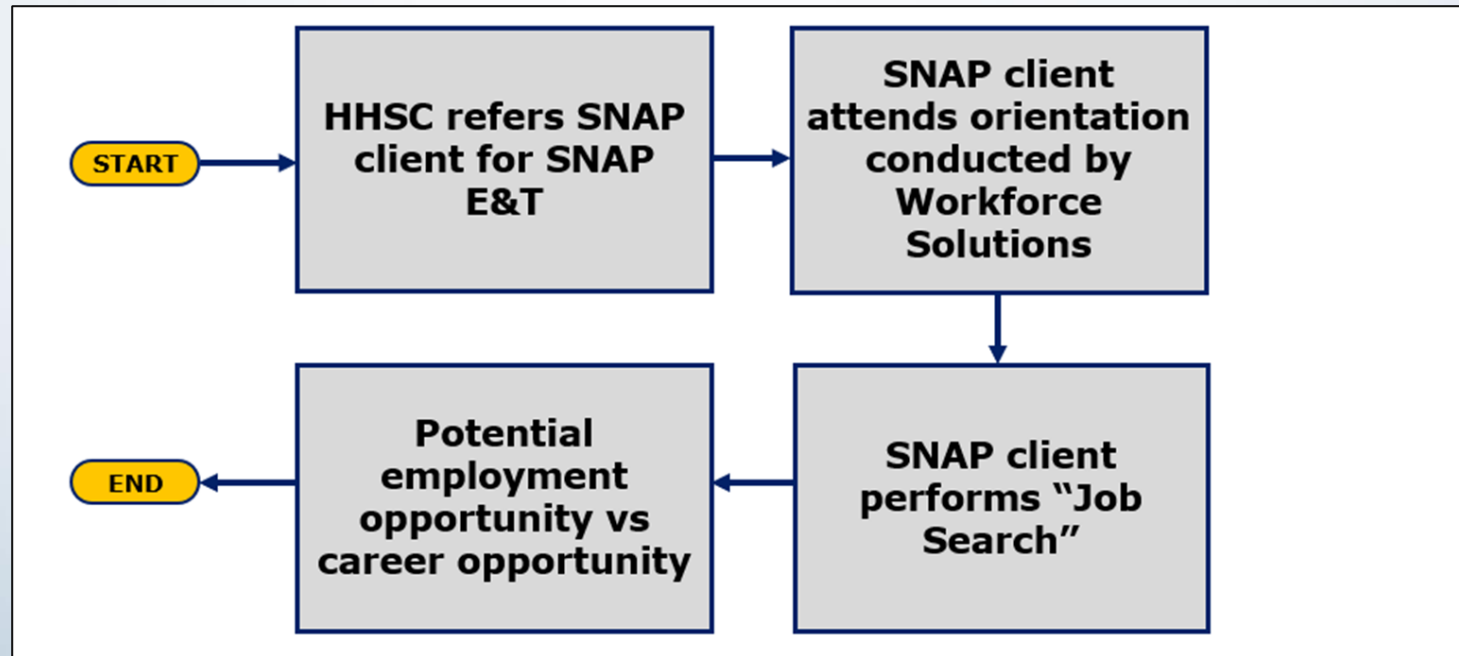 START
HHSC refers SNAP
client for SNAP
E&T
SNAP client
attends orientation
conducted by
Workforce
Solutions
SNAP client
performs “Job
Search”
Potential
employment
opportunity vs
career opportunity
END